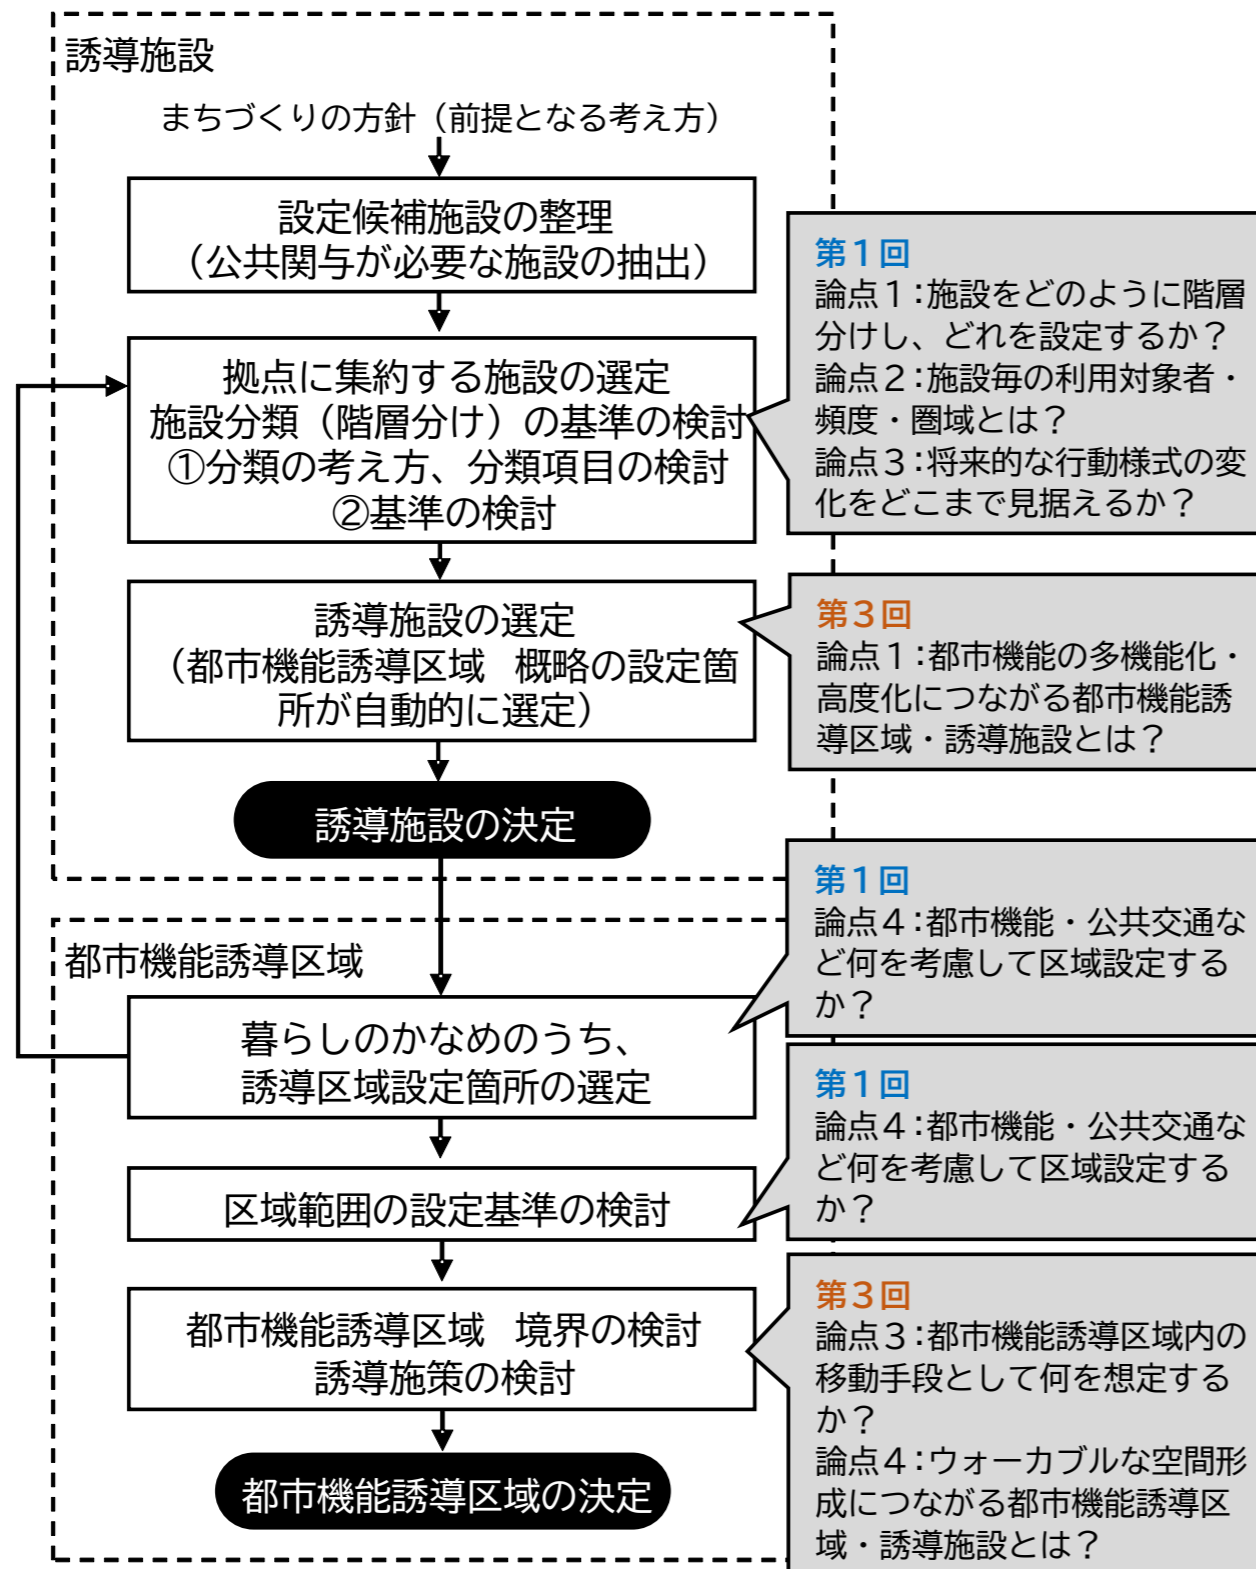 誘導施設
まちづくりの方針（前提となる考え方）
設定候補施設の整理
（公共関与が必要な施設の抽出）
拠点に集約する施設の選定
施設分類（階層分け）の基準の検討
①分類の考え方、分類項目の検討
②基準の検討
第１回
論点１：施設をどのように階層
分けし、どれを設定するか？
論点２：施設毎の利用対象者・
頻度・圏域とは？
論点３：将来的な行動様式の変
化をどこまで見据えるか？
誘導施設の選定
（都市機能誘導区域　概略の設定箇
所が自動的に選定）
第３回
論点１：都市機能の多機能化・
高度化につながる都市機能誘
導区域・誘導施設とは？
誘導施設の決定
都市機能誘導区域
暮らしのかなめのうち、
誘導区域設定箇所の選定
第１回
論点４：都市機能・公共交通な
ど何を考慮して区域設定する
か？
区域範囲の設定基準の検討
第１回
論点４：都市機能・公共交通な
ど何を考慮して区域設定する
か？
都市機能誘導区域　境界の検討
誘導施策の検討
第３回
論点３：都市機能誘導区域内の
移動手段として何を想定する
か？
論点４：ウォーカブルな空間形
成につながる都市機能誘導区
域・誘導施設とは？
都市機能誘導区域の決定